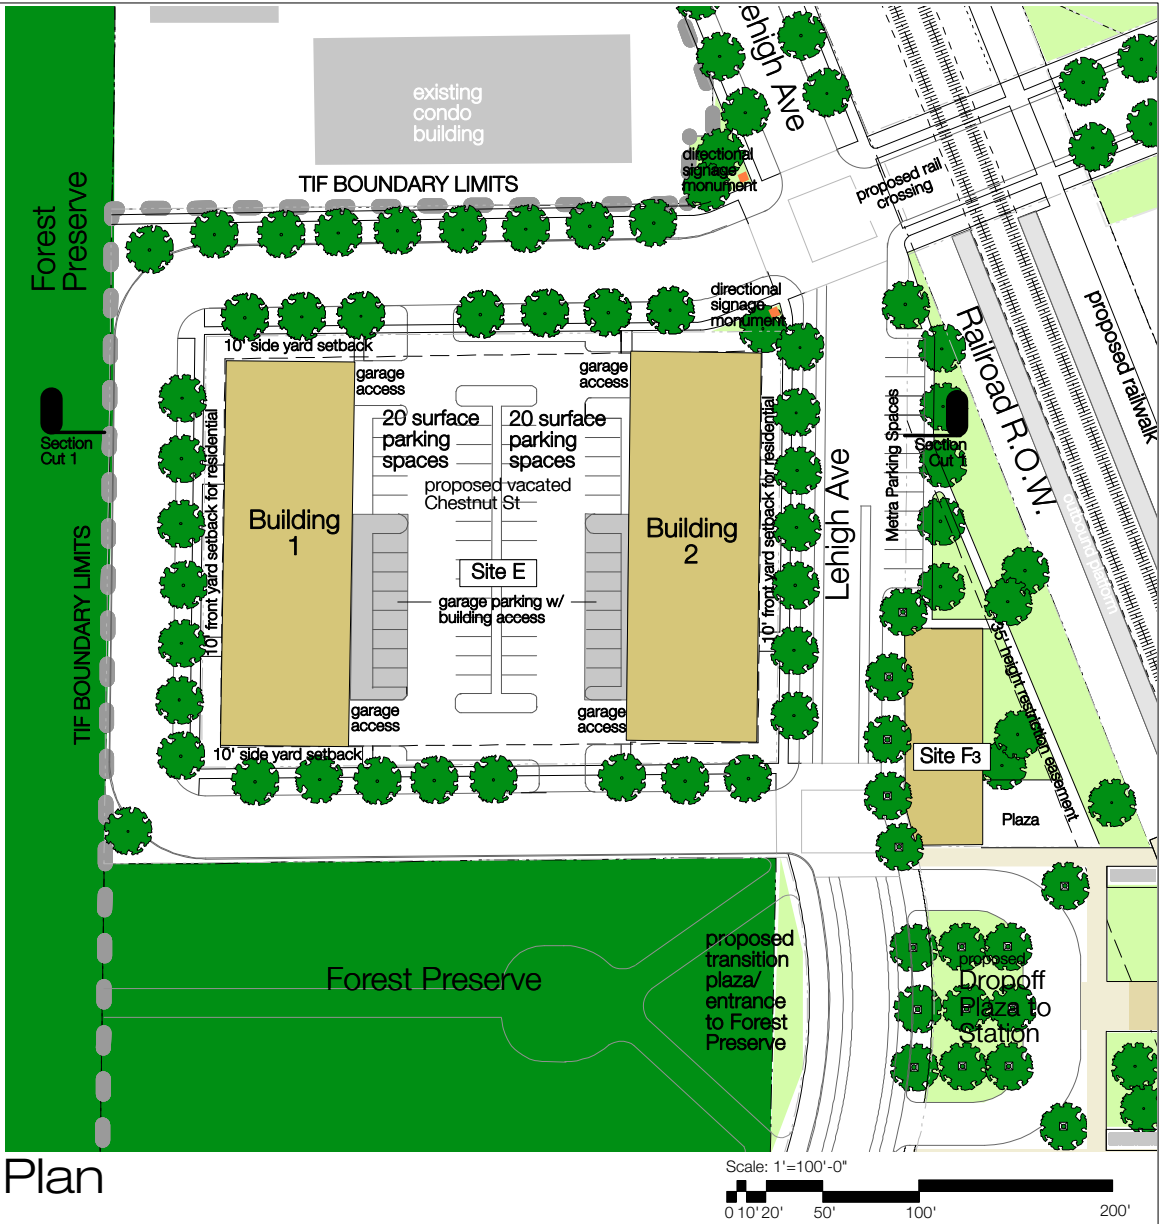 Lehigh Ave
existing
condo
building
directional
signage
monument
TIF BOUNDARY LIMITS
proposed rail
crossing
Forest
Preserve
directional
signage
monument
10' side yard setback
garage
access
garage
access
Railroad R.O.W.
proposed railwalk
Section
Cut 1
20 surface
parking
spaces
20 surface
parking
spaces
proposed vacated
Chestnut St
10' front yard setback for residential
10' front yard setback for residential
Lehigh Ave
Metra Parking Spaces
Section
Cut 1
outbound platform
Building
1
Building
2
Site E
garage parking w/
building access
TIF BOUNDARY LIMITS
35' height restriction easement
garage
access
garage
access
10' side yard setback
Site F3
Plaza
Forest Preserve
proposed
transition
plaza/
entrance
to Forest
Preserve
proposed
Dropoff
Plaza to
Station
Plan
Scale: 1'=100'-0"
0 10' 20' 50' 100' 200'